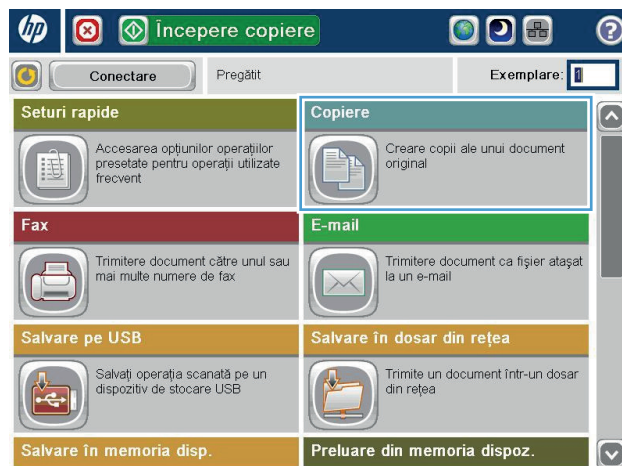 hp
Începere copiere
?
Conectare
Pregătit
Exemplare: 1
Seturi rapide
Copiere
Accesarea opţiunilor operaţiilor
presetate pentru operaţii utilizate
frecvent
Creare copii ale unui document
original
Fax
E-mail
Trimitere document către unul sau
mai multe numere de fax
Trimitere document ca fişier ataşat
la un e-mail
Salvare pe USB
Salvare în dosar din reţea
Salvaţi operaţia scanată pe un
dispozitiv de stocare USB
Trimite un document într-un dosar
din reţea
Salvare în memoria disp.
Preluare din memoria dispoz.